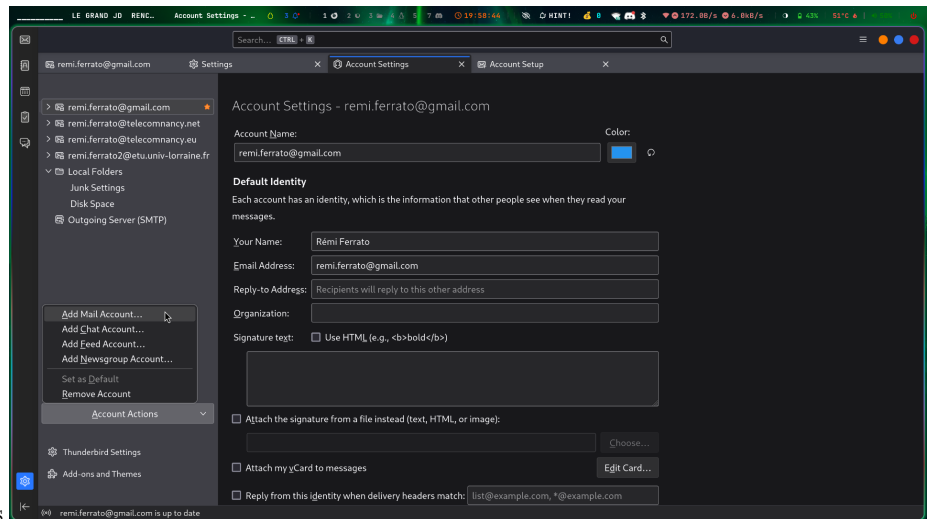 LE GRAND JD RENC… Account Settings - … 19:58:44 HINT! 0 172.0B/s 6.0kB/s 43% 51°C
Search… CTRL + K
remi.ferrato@gmail.com Settings Account Settings Account Setup
remi.ferrato@gmail.com
remi.ferrato@telecomnancy.net
remi.ferrato@telecomnancy.eu
remi.ferrato2@etu.univ-lorraine.fr
Local Folders
Junk Settings
Disk Space
Outgoing Server (SMTP)
Add Mail Account…
Add Chat Account…
Add Feed Account…
Add Newsgroup Account…
Set as Default
Remove Account
Account Actions
Thunderbird Settings
Add-ons and Themes
Account Settings - remi.ferrato@gmail.com
Account Name: Color:
remi.ferrato@gmail.com
Default Identity
Each account has an identity, which is the information that other people see when they read your
messages.
Your Name: Rémi Ferrato
Email Address: remi.ferrato@gmail.com
Reply-to Address: Recipients will reply to this other address
Organization:
Signature text: Use HTML (e.g., <b>bold</b>)
Attach the signature from a file instead (text, HTML, or image):
Choose…
Attach my vCard to messages Edit Card…
Reply from this identity when delivery headers match: list@example.com, *@example.com
remi.ferrato@gmail.com is up to date